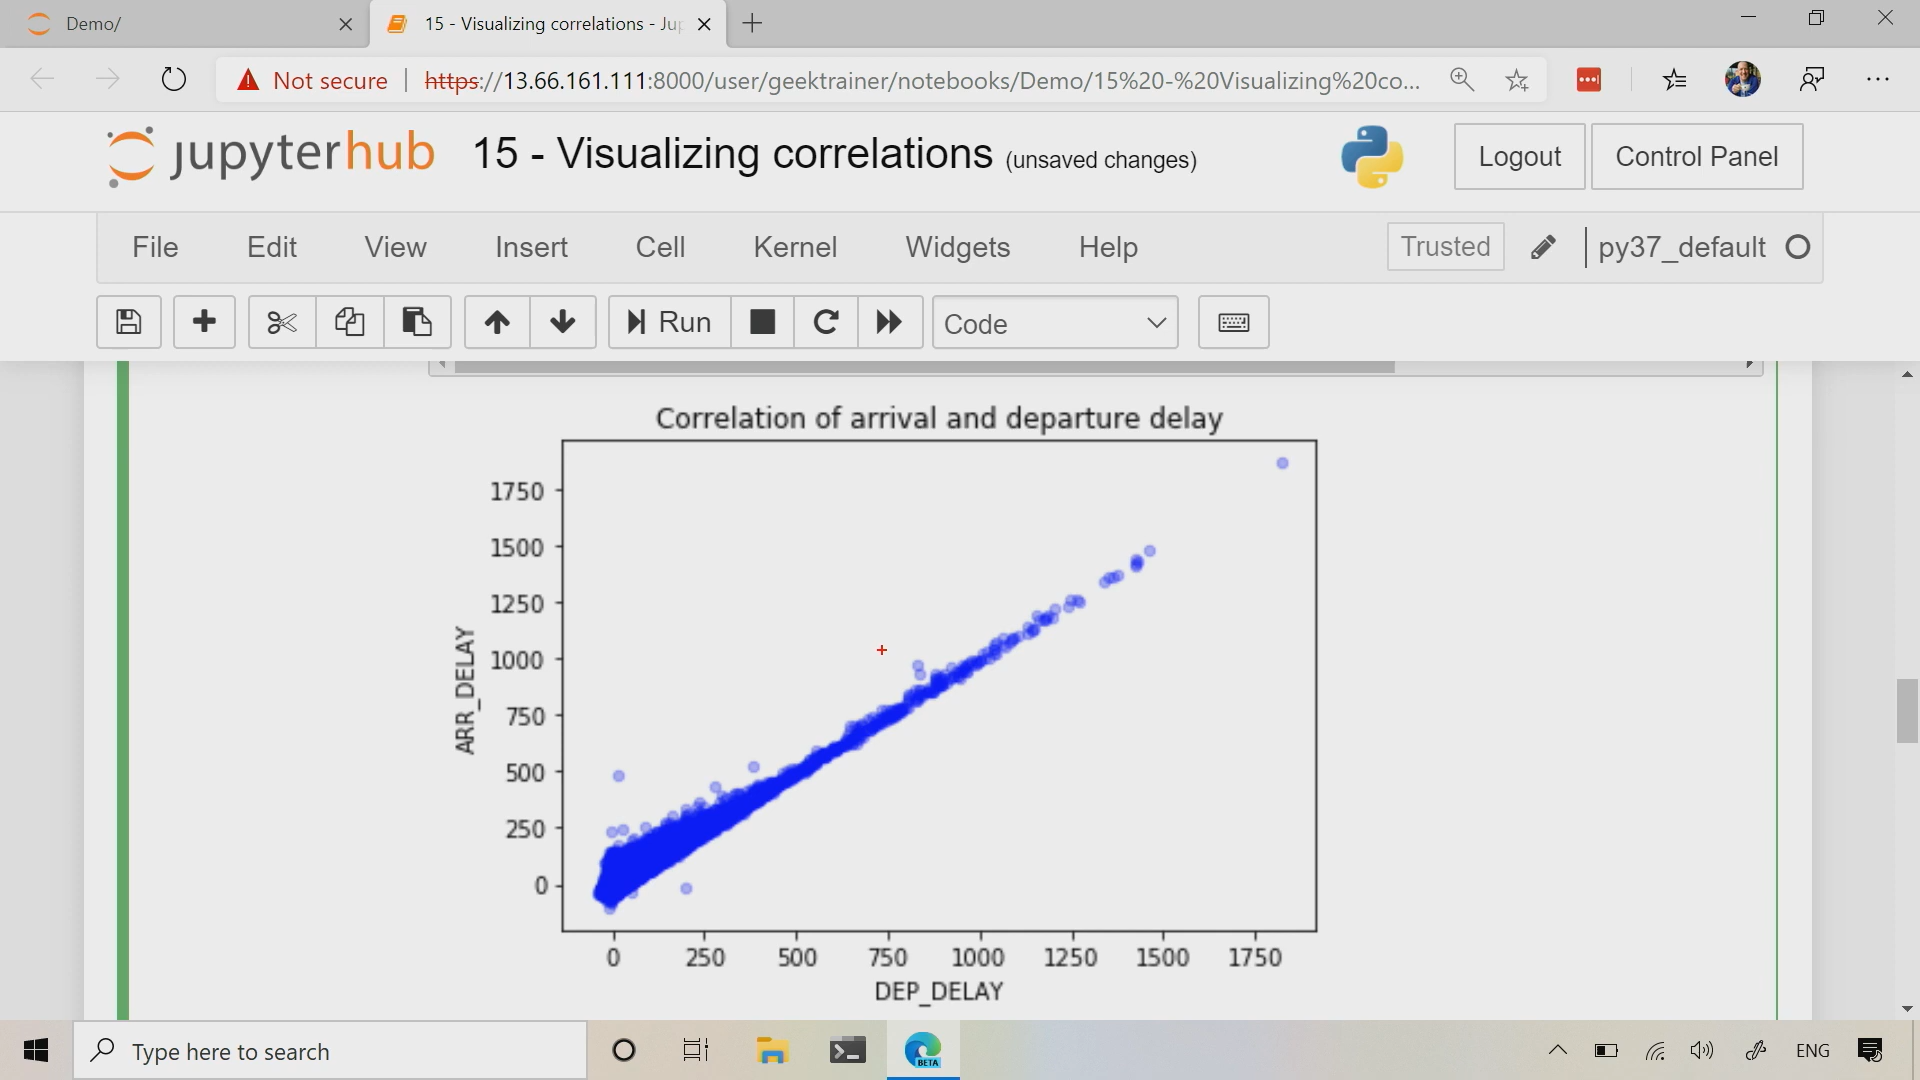 Demo/
15 - Visualizing correlations - Jup
Not secure
https://13.66.161.111:8000/user/geektrainer/notebooks/Demo/15%20-%20Visualizing%20co...
jupyterhub
15 - Visualizing correlations (unsaved changes)
Logout
Control Panel
File Edit View Insert Cell Kernel Widgets Help
Trusted
py37_default
Run
Code
Correlation of arrival and departure delay
1750
1500
1250
1000
750
500
250
0
ARR_DELAY
0 250 500 750 1000 1250 1500 1750
DEP_DELAY
Type here to search
BETA
ENG